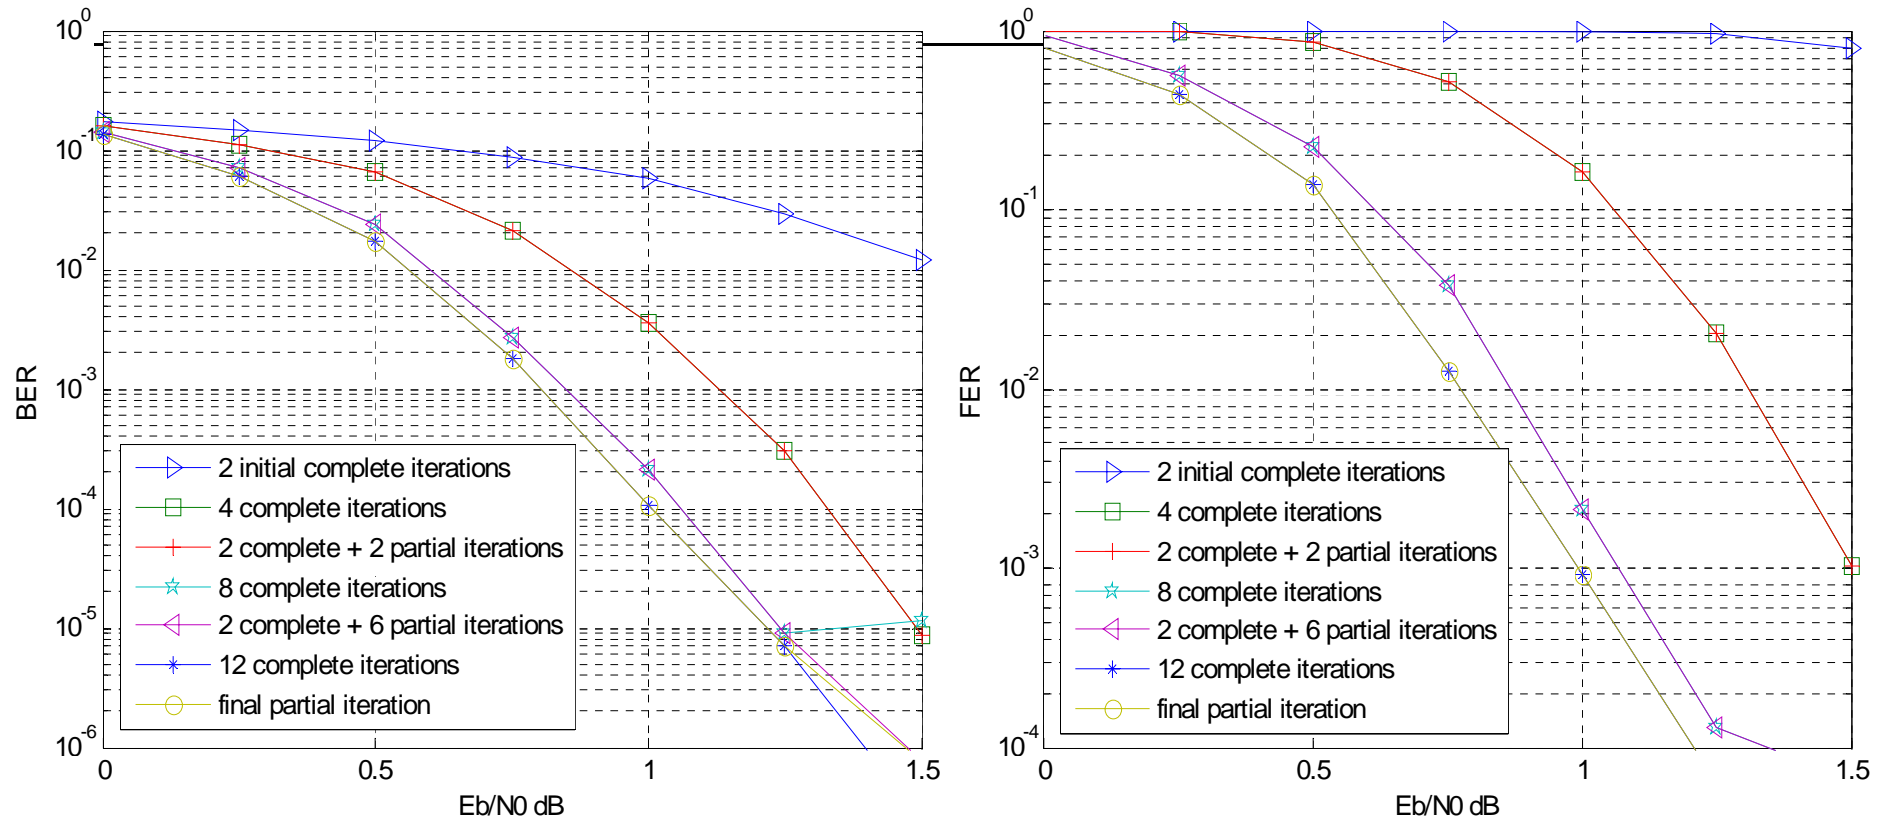 10^0
10^-1
10^-2
10^-3
10^-4
10^-5
10^-6
BER
0
0.5
1
1.5
Eb/N0 dB
2 initial complete iterations
4 complete iterations
2 complete + 2 partial iterations
8 complete iterations
2 complete + 6 partial iterations
12 complete iterations
final partial iteration
10^0
10^-1
10^-2
10^-3
10^-4
FER
0
0.5
1
1.5
Eb/N0 dB
2 initial complete iterations
4 complete iterations
2 complete + 2 partial iterations
8 complete iterations
2 complete + 6 partial iterations
12 complete iterations
final partial iteration